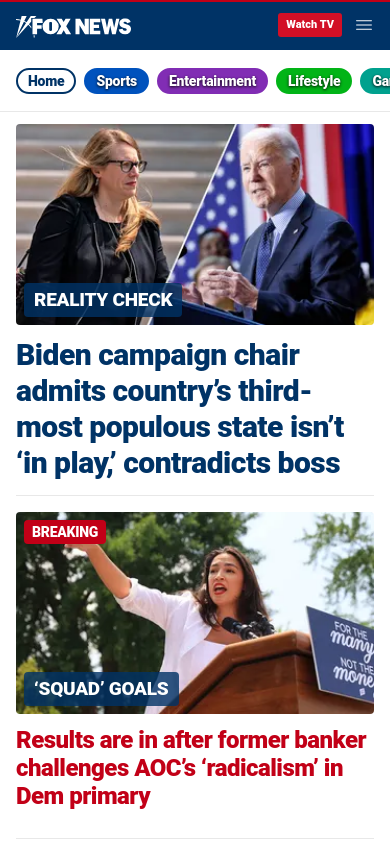 FOX NEWS
Watch TV
Home
Sports
Entertainment
Lifestyle
REALITY CHECK
Biden campaign chair
admits country’s third-
most populous state isn’t
‘in play,’ contradicts boss
BREAKING
FOR THE
many
NOT THE
‘SQUAD’ GOALS
Results are in after former banker
challenges AOC’s ‘radicalism’ in
Dem primary